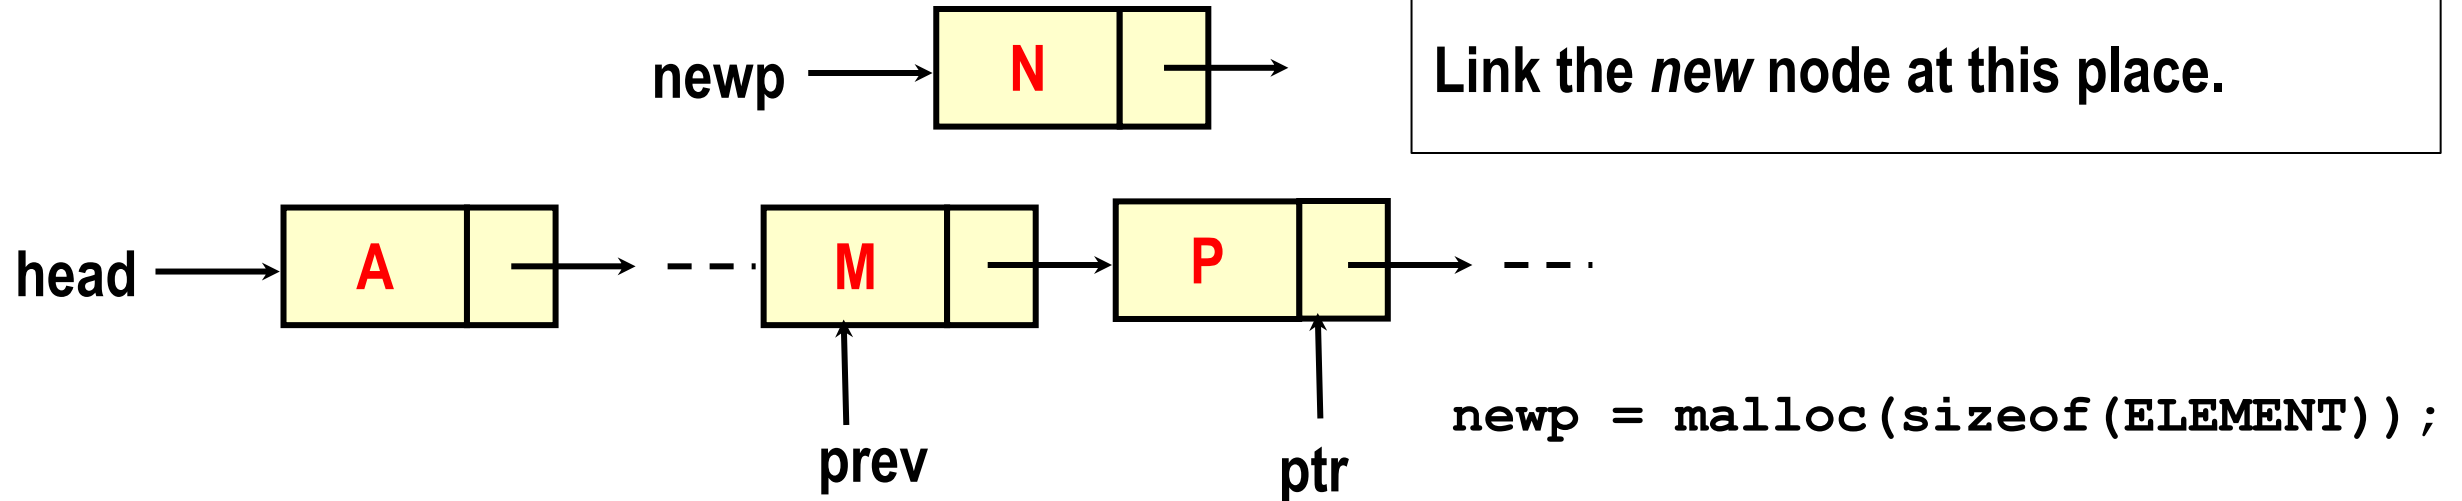 newp
N
Link the new node at this place.
head
A
M
P
prev
ptr
newp = malloc(sizeof(ELEMENT));